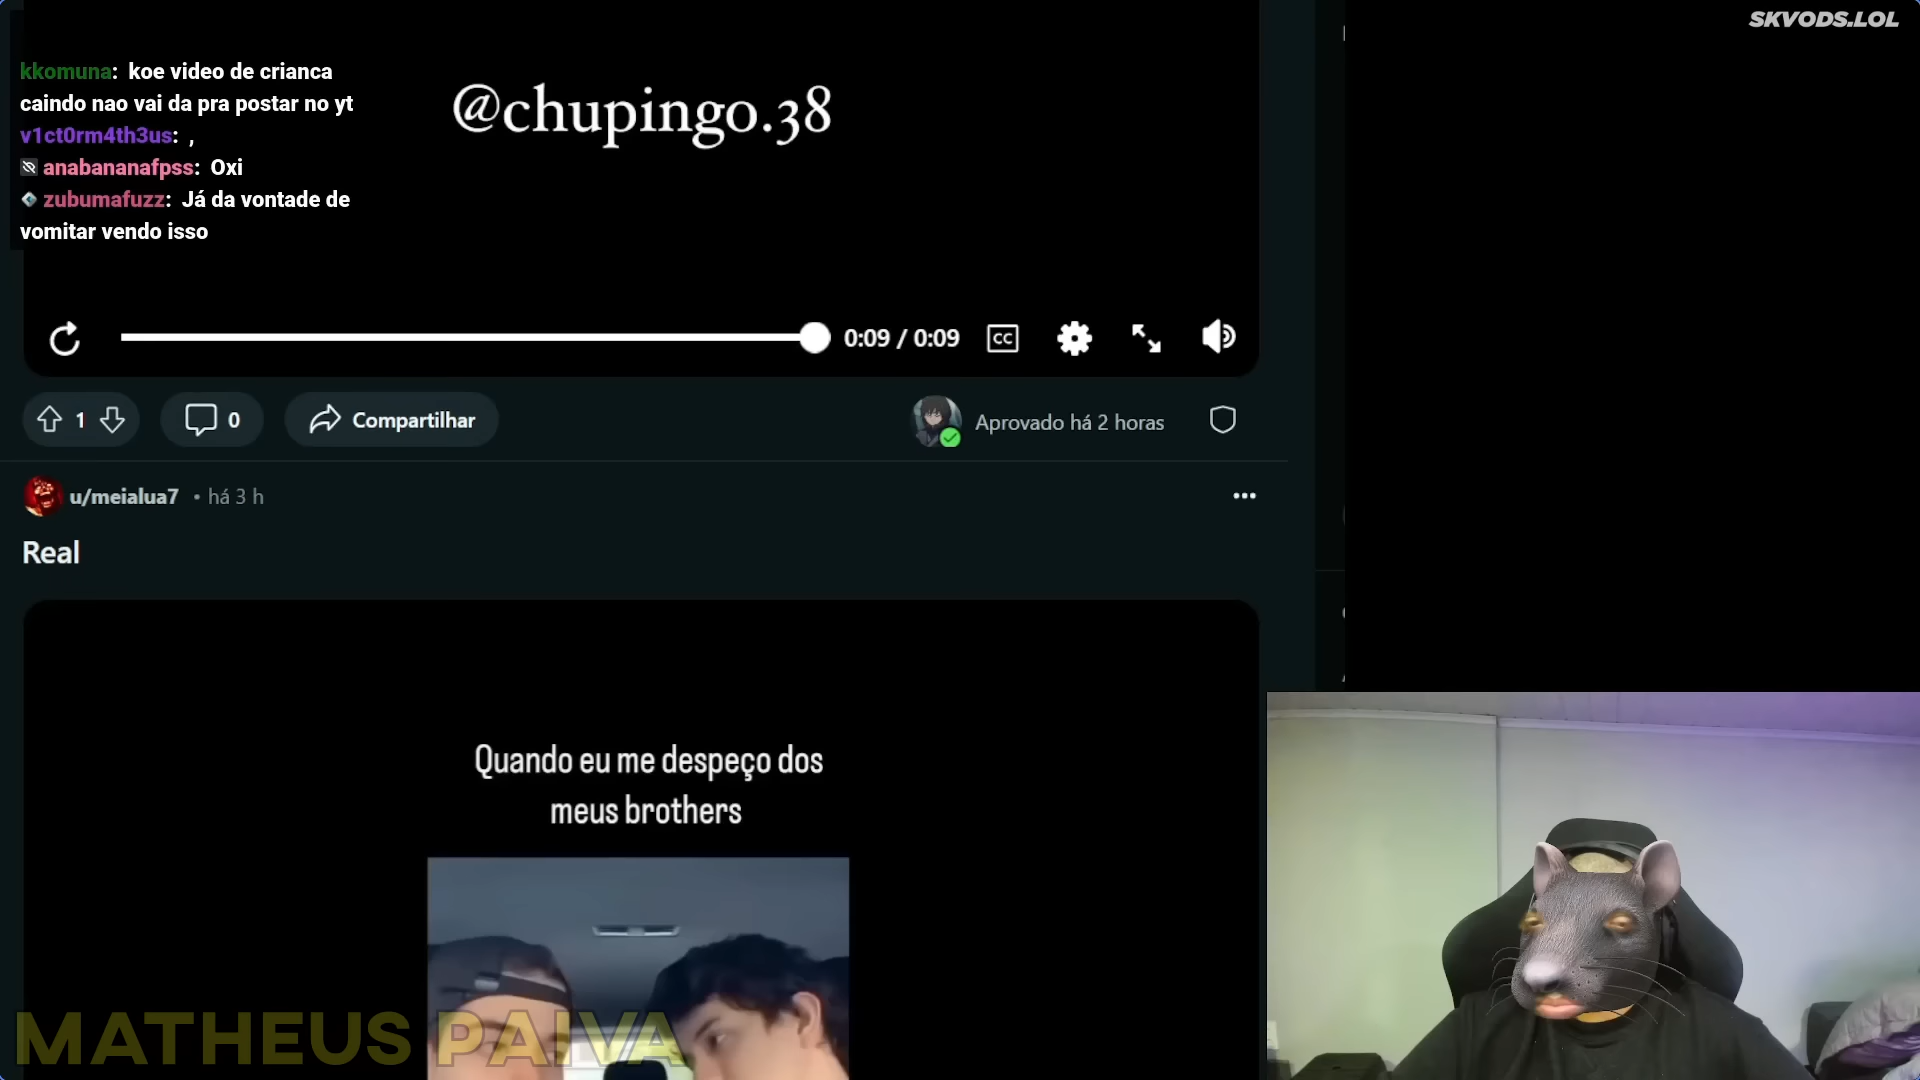 SKVODS.LOL
kkomuna: koe video de crianca
caindo nao vai da pra postar no yt
v1ct0rm4th3us: ,
anabananafpss: Oxi
zubumafuzz: Já da vontade de
vomitar vendo isso
@chupingo.38
0:09 / 0:09
CC
1
0
Compartilhar
Aprovado há 2 horas
u/meialua7 • há 3 h
Real
Quando eu me despeço dos
meus brothers
MATHEUS PAIVA